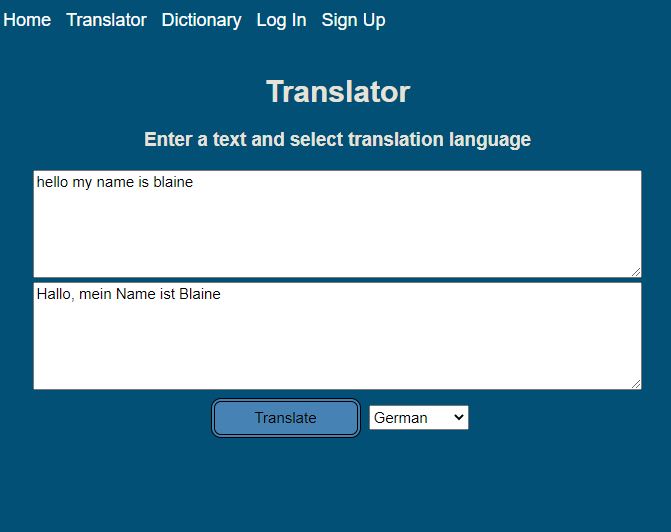 Home Translator Dictionary Log In Sign Up
Translator
Enter a text and select translation language
hello my name is blaine
Hallo, mein Name ist Blaine
Translate German